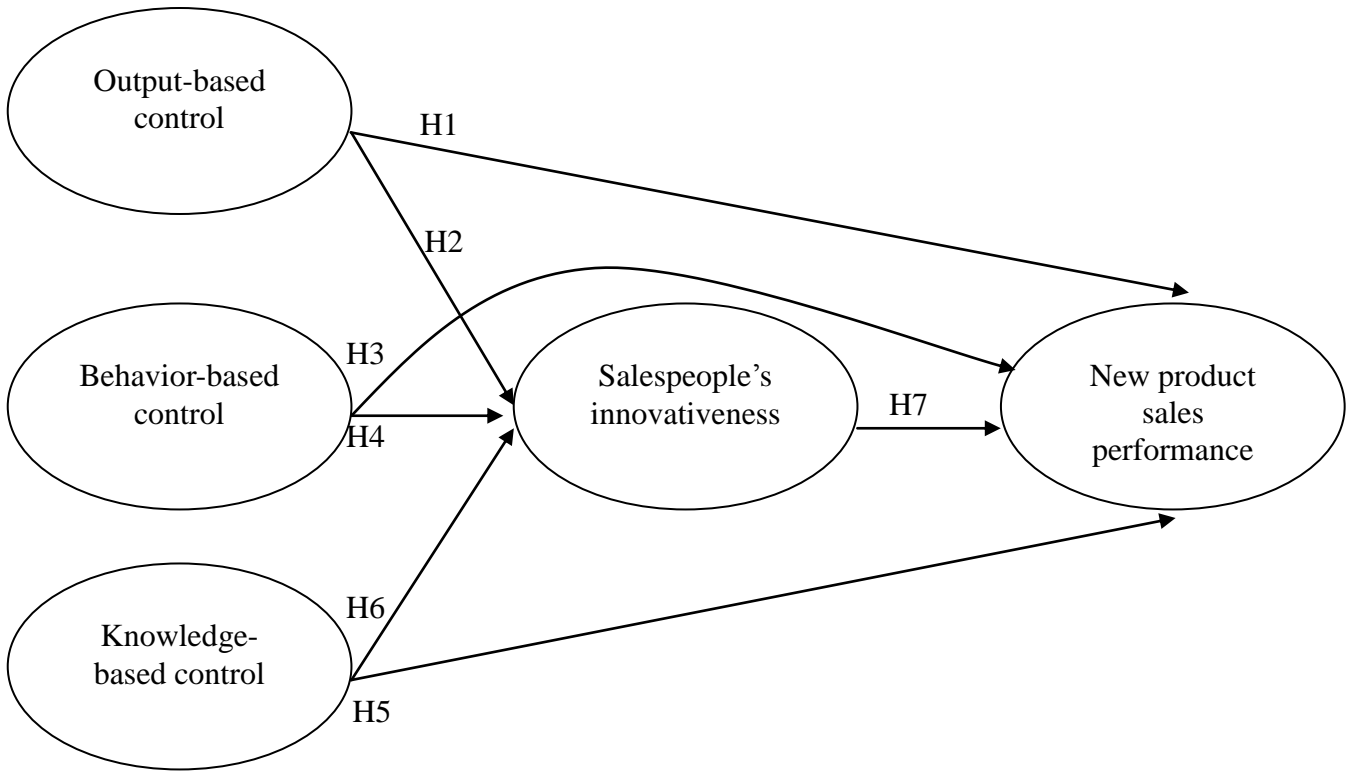 Output-based
control
H1
H2
H3
Behavior-based
control
H4
Salespeople’s
innovativeness
H7
New product
sales
performance
H6
Knowledge-
based control
H5